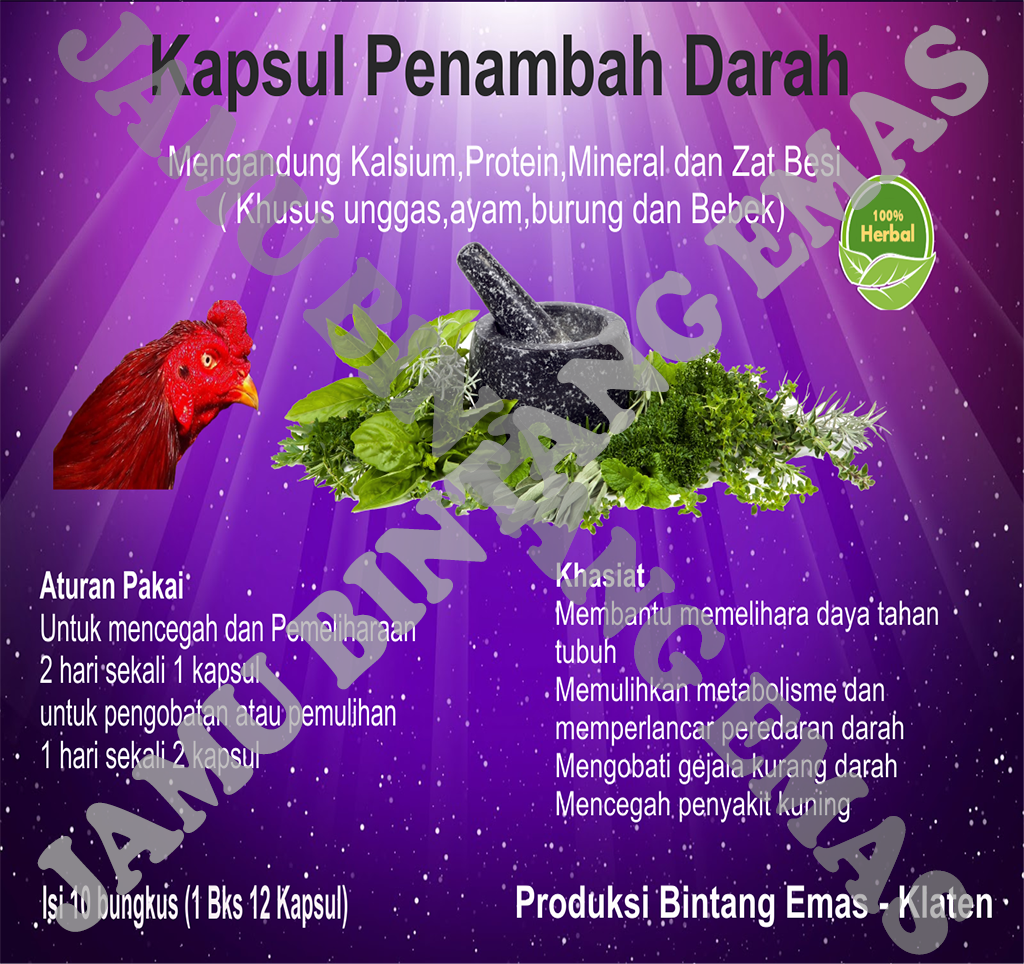 Kapsul Penambah Darah
Mengandung Kalsium,Protein,Mineral dan Zat Besi
( Khusus unggas,ayam,burung dan Bebek)
100%
Herbal
Aturan Pakai
Untuk mencegah dan Pemeliharaan
2 hari sekali 1 kapsul
untuk pengobatan atau pemulihan
1 hari sekali 2 kapsul
Khasiat
Membantu memelihara daya tahan
tubuh
Memulihkan metabolisme dan
memperlancar peredaran darah
Mengobati gejala kurang darah
Mencegah penyakit kuning
Isi 10 bungkus (1 Bks 12 Kapsul)
Produksi Bintang Emas - Klaten
JAMU BINTANG EMAS
JAMU BINTANG EMAS